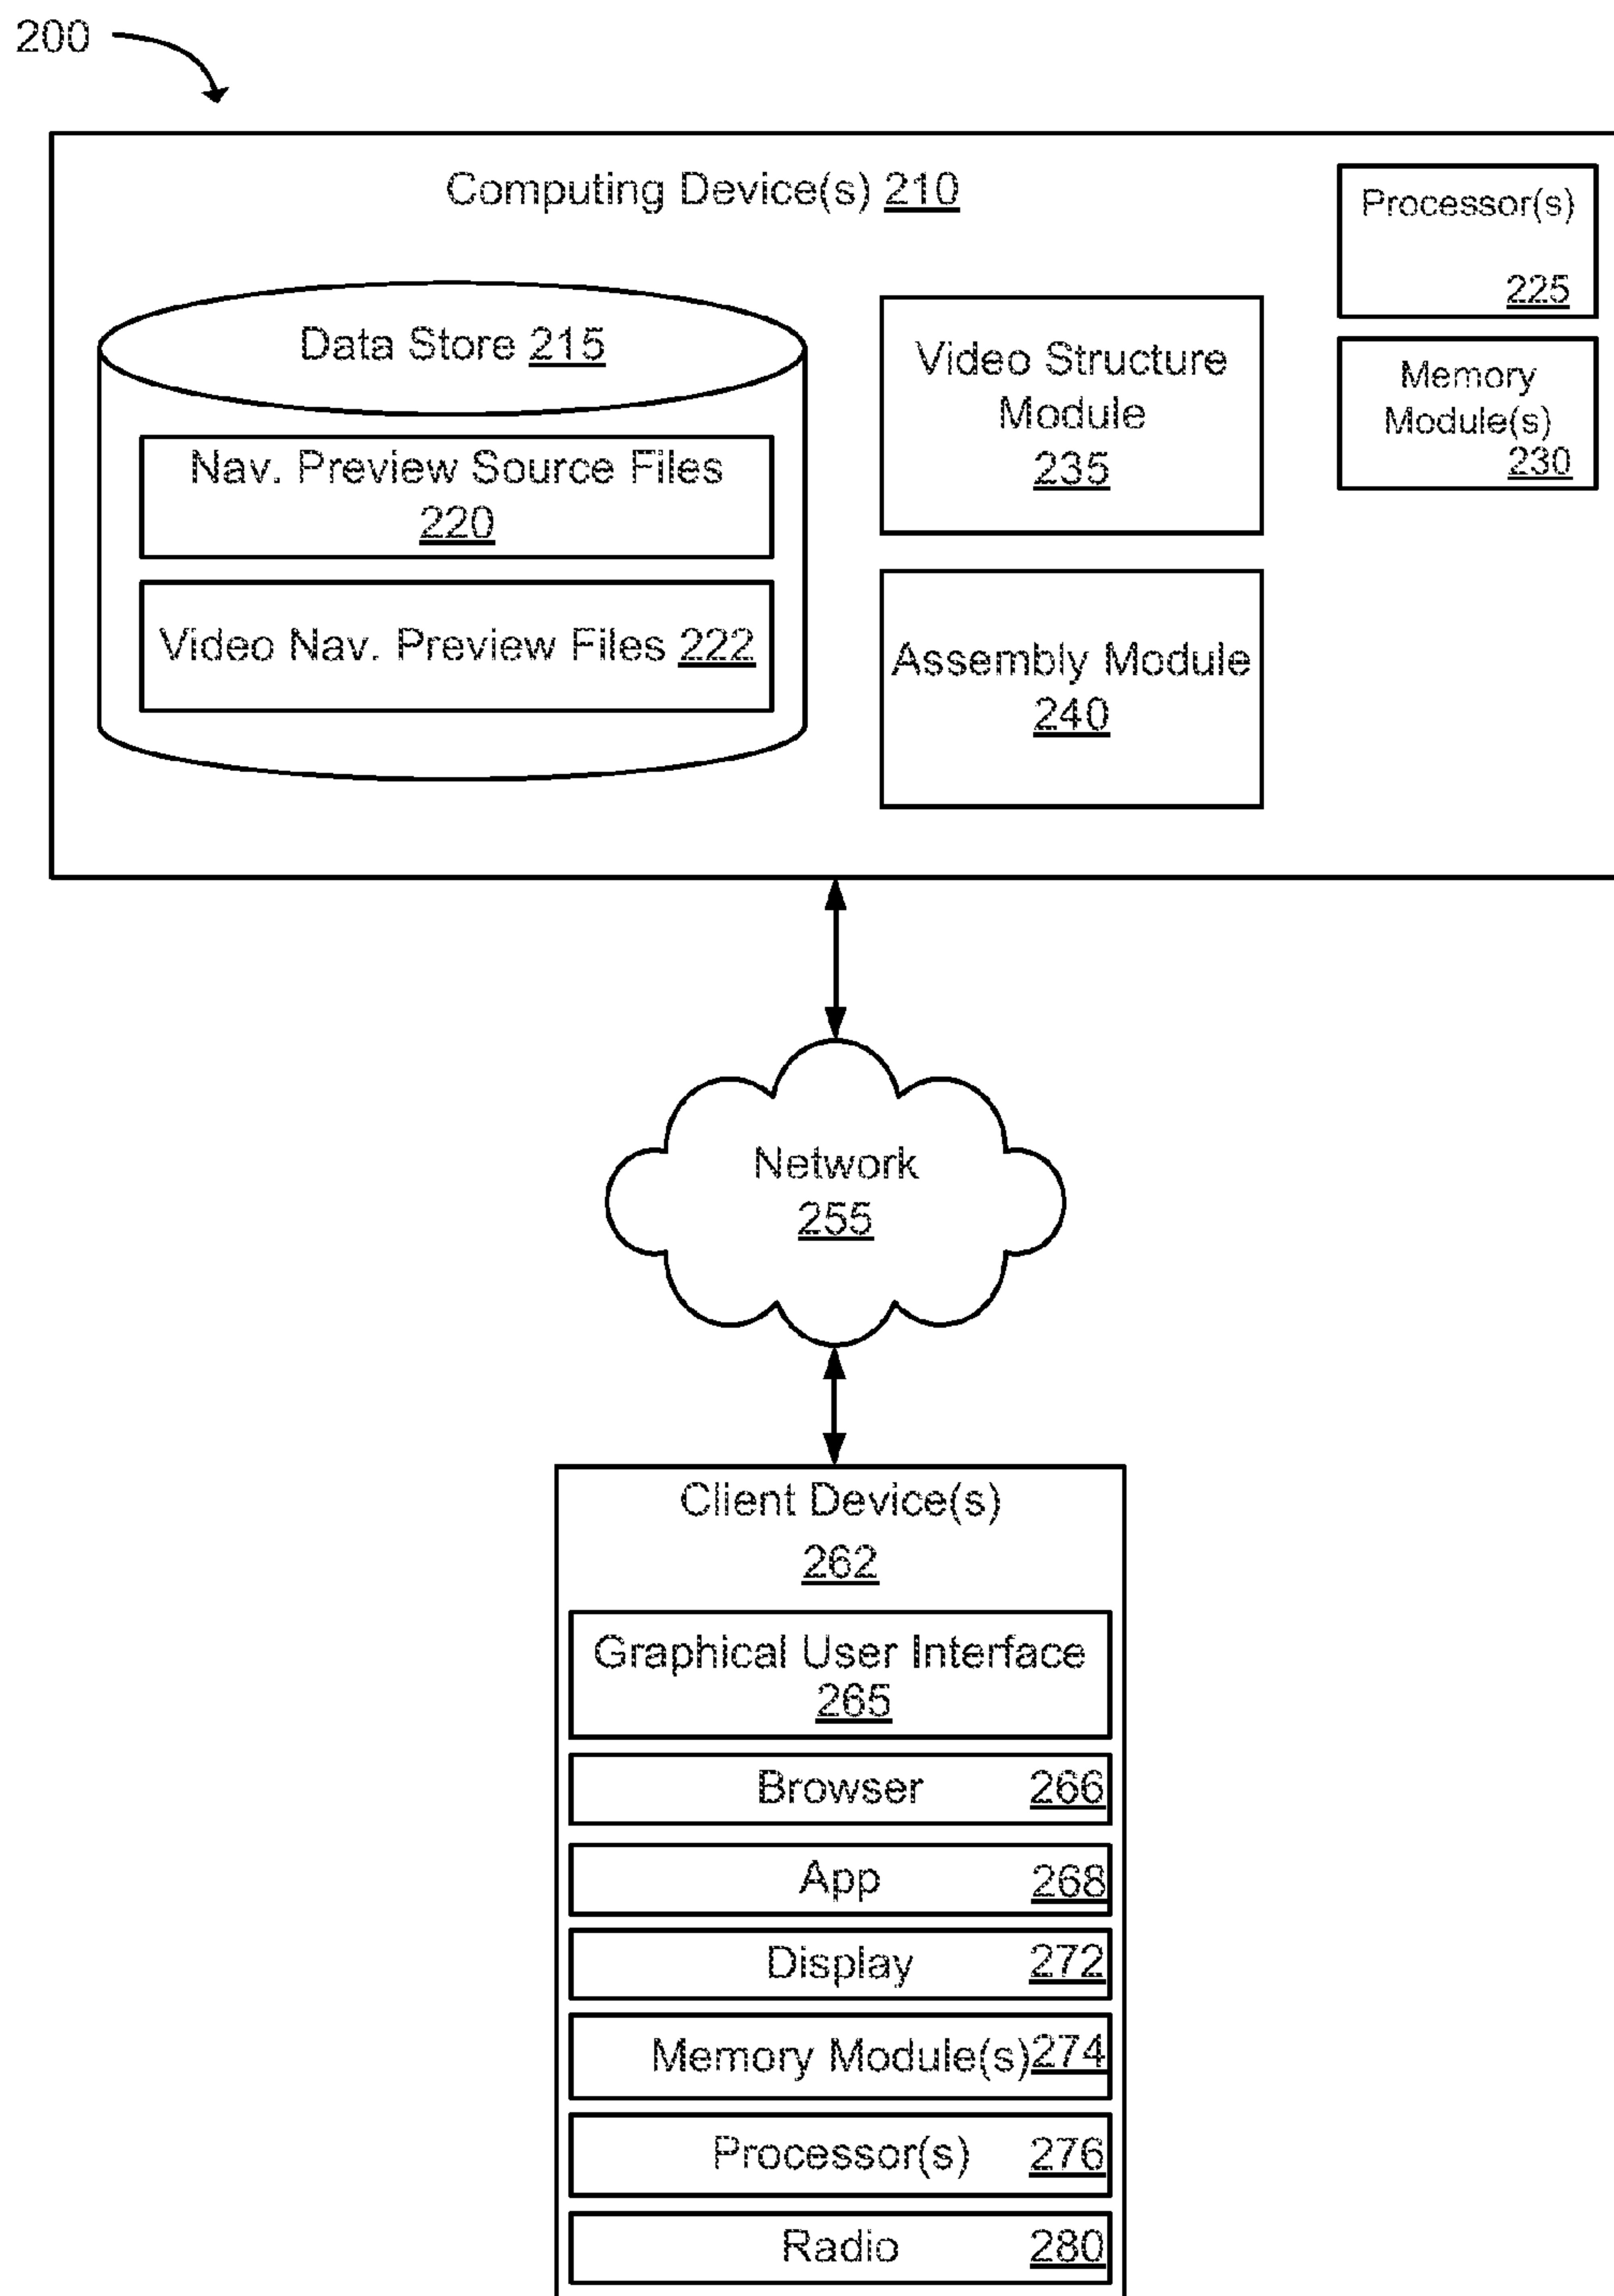 200
Computing Device(s) 210
Processor(s)
225
Memory
Module(s)
230
Data Store 215
Nav. Preview Source Files
220
Video Nav. Preview Files 222
Video Structure
Module
235
Assembly Module
240
Network
255
Client Device(s)
262
Graphical User Interface
265
Browser 266
App 268
Display 272
Memory Module(s) 274
Processor(s) 276
Radio 280